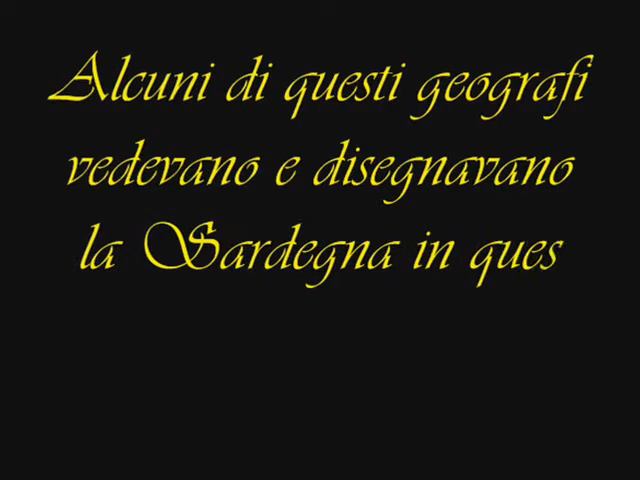 Alcuni di questi geografi
vedevano e disegnavano
la Sardegna in ques